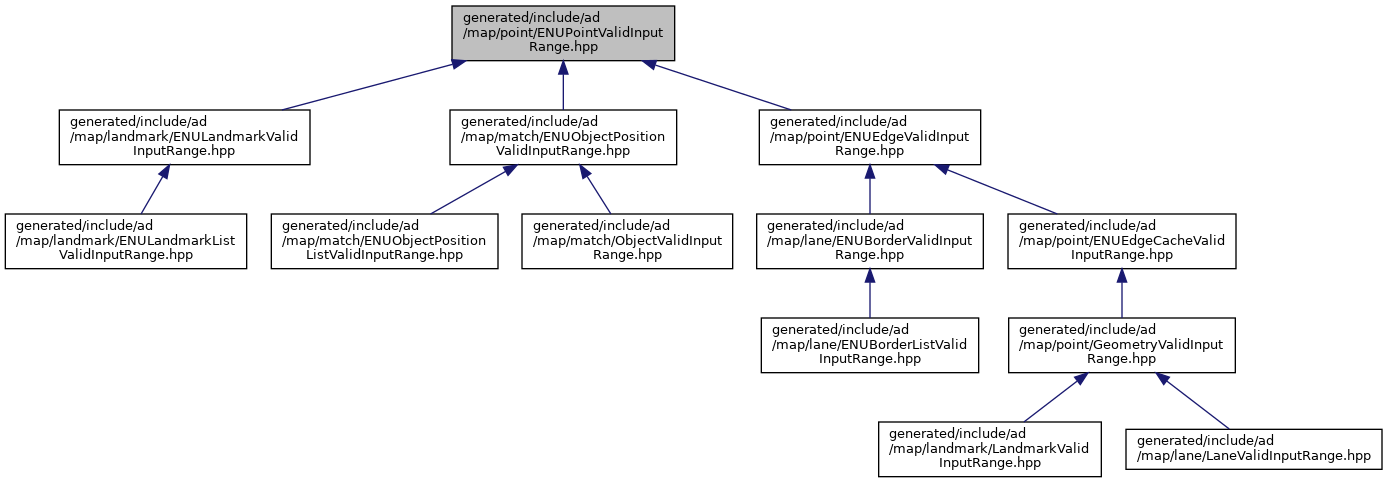 generated/include/ad
/map/point/ENUPointValidInput
Range.hpp
generated/include/ad
/map/landmark/ENULandmarkValid
InputRange.hpp
generated/include/ad
/map/match/ENUObjectPosition
ValidInputRange.hpp
generated/include/ad
/map/point/ENUEdgeValidInput
Range.hpp
generated/include/ad
/map/landmark/ENULandmarkList
ValidInputRange.hpp
generated/include/ad
/map/match/ENUObjectPosition
ListValidInputRange.hpp
generated/include/ad
/map/match/ObjectValidInput
Range.hpp
generated/include/ad
/map/lane/ENUBorderValidInput
Range.hpp
generated/include/ad
/map/point/ENUEdgeCacheValid
InputRange.hpp
generated/include/ad
/map/lane/ENUBorderListValid
InputRange.hpp
generated/include/ad
/map/point/GeometryValidInput
Range.hpp
generated/include/ad
/map/landmark/LandmarkValid
InputRange.hpp
generated/include/ad
/map/lane/LaneValidInputRange.hpp